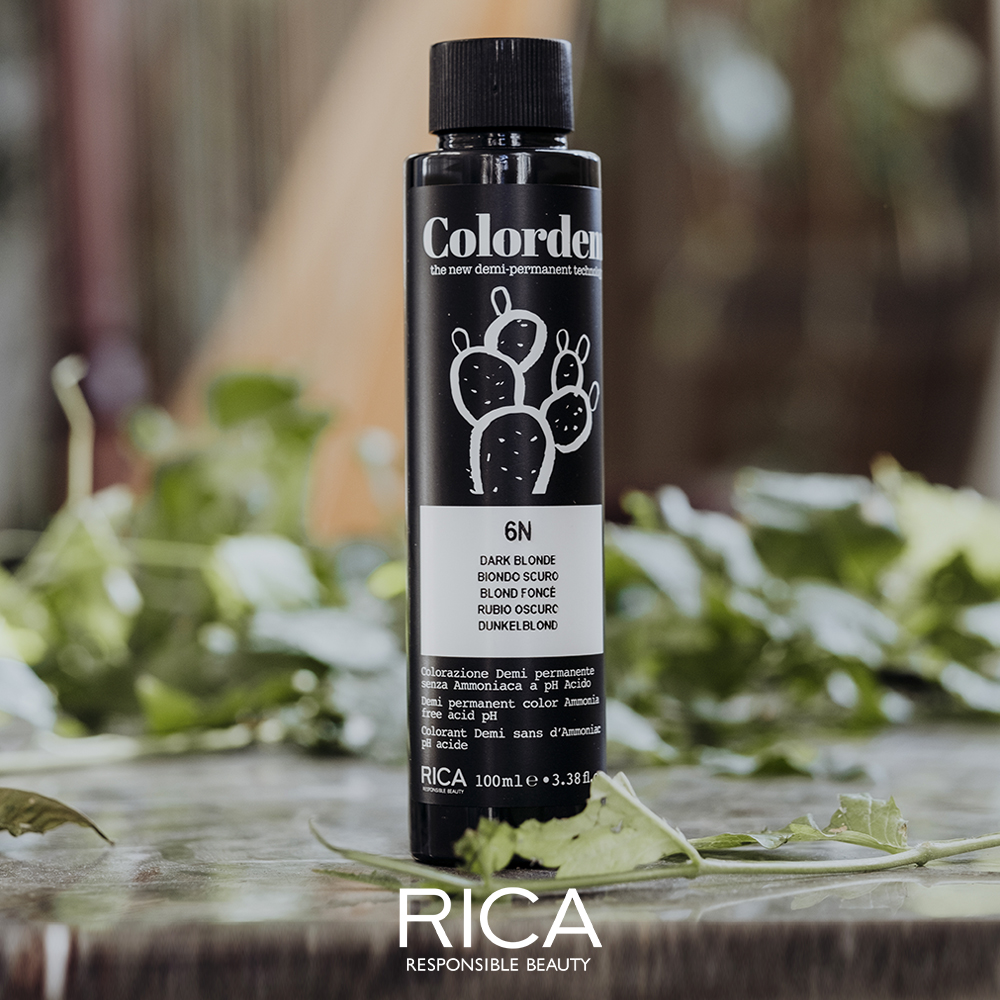 Colordem
the new demi-permanent
6N
DARK BLONDE
BIONDO SCURO
BLOND FONCÉ
RUBIO OSCURO
DUNKELBLOND
Colorazione Demi permanente
senza Ammoniaca a pH Acido
Demi permanent color Ammonia
free acid pH
Colorant Demi sans d'Ammoniac
pH acide
RICA 100ml e • 3.38 fl.
RESPONSIBLE BEAUTY
RICA
RESPONSIBLE BEAUTY